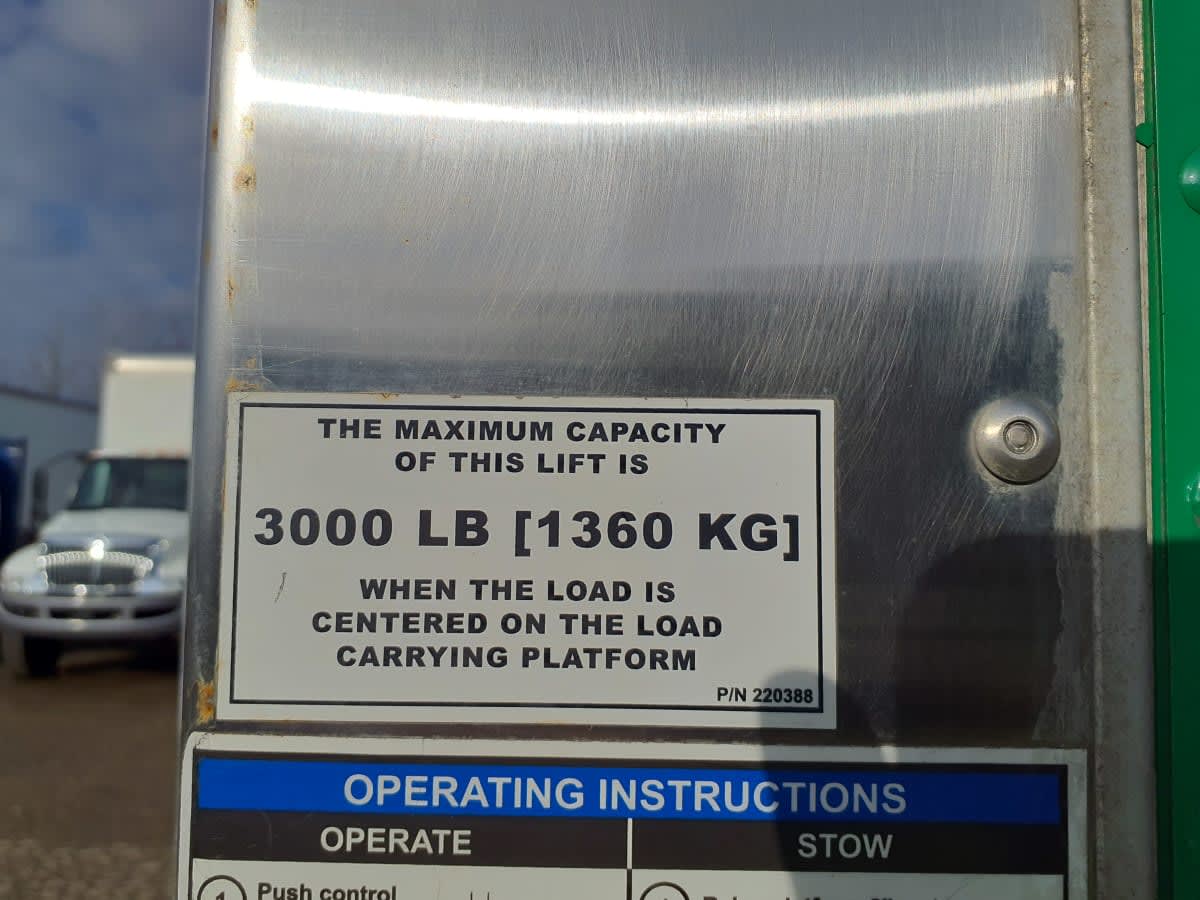 THE MAXIMUM CAPACITY
OF THIS LIFT IS
3000 LB [1360 KG]
WHEN THE LOAD IS
CENTERED ON THE LOAD
CARRYING PLATFORM
P/N 220388
OPERATING INSTRUCTIONS
OPERATE
STOW
1 Push control